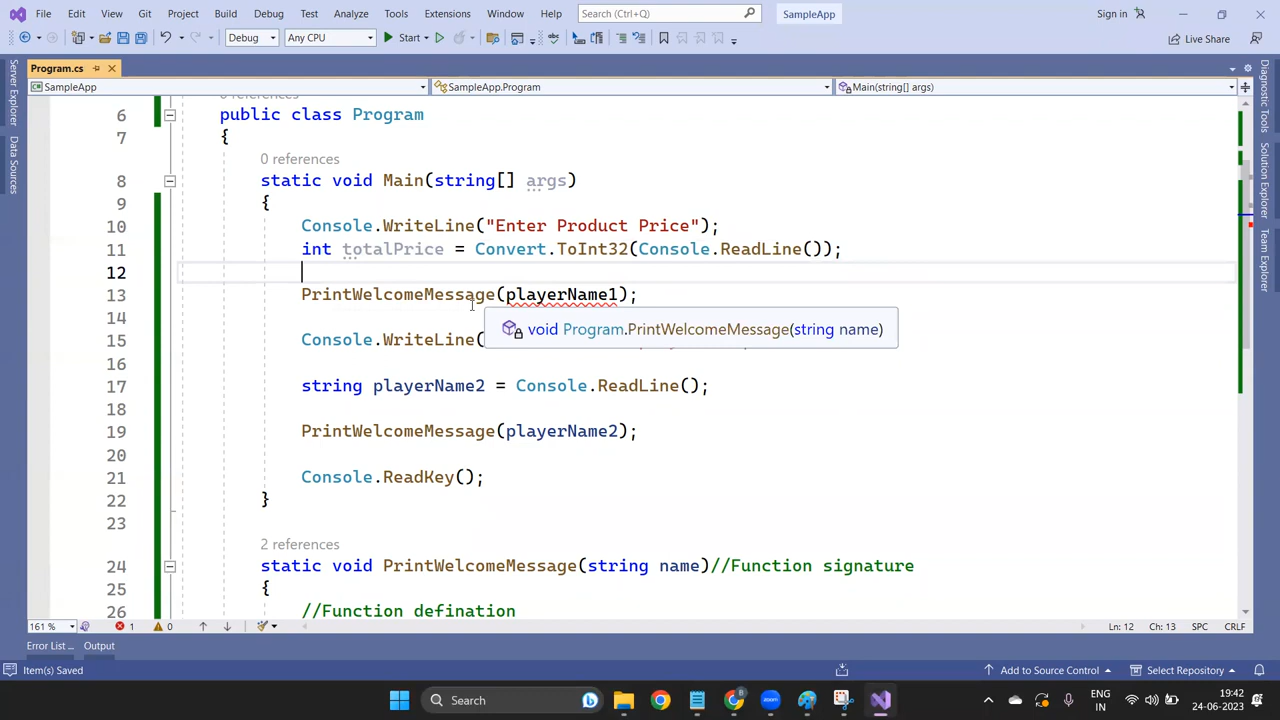 File Edit View Git Project Build Debug Test Analyze Tools Extensions Window Help Search (Ctrl+Q) SampleApp Sign in
Debug Any CPU Start Live Share
Program.cs
SampleApp SampleApp.Program Main(string[] args)
Server Explorer
Data Sources
Diagnostic Tools
Solution Explorer
Team Explorer
6 public class Program
7 {
0 references
8 static void Main(string[] args)
9 {
10 Console.WriteLine("Enter Product Price");
11 int totalPrice = Convert.ToInt32(Console.ReadLine());
12
13 PrintWelcomeMessage(playerName1);
void Program.PrintWelcomeMessage(string name)
14
15 Console.WriteLine(
16
17 string playerName2 = Console.ReadLine();
18
19 PrintWelcomeMessage(playerName2);
20
21 Console.ReadKey();
22 }
23
2 references
24 static void PrintWelcomeMessage(string name)//Function signature
25 {
26 //Function defination
161 % 1 0 Ln: 12 Ch: 13 SPC CRLF
Error List ... Output
Item(s) Saved Add to Source Control Select Repository
Search ENG IN 19:42 24-06-2023